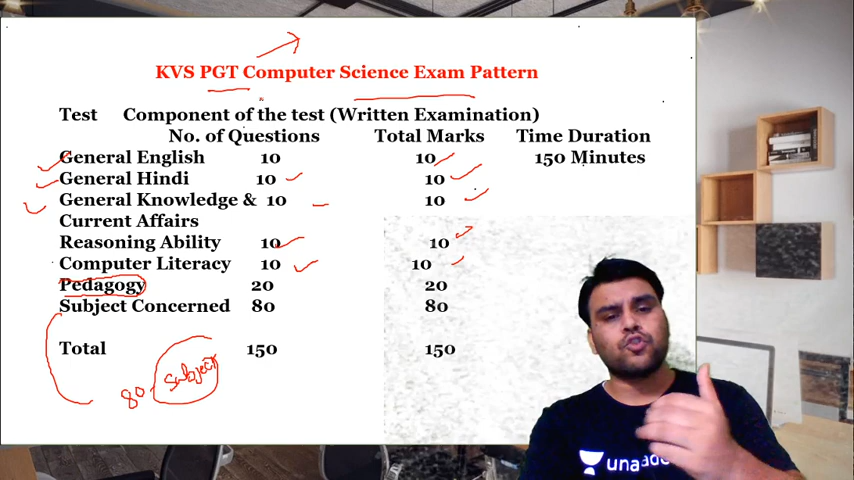 KVS PGT Computer Science Exam Pattern
Test Component of the test (Written Examination)
No. of Questions Total Marks Time Duration
General English 10 10 150 Minutes
General Hindi 10 10
General Knowledge & 10 10
Current Affairs
Reasoning Ability 10 10
Computer Literacy 10 10
Pedagogy 20 20
Subject Concerned 80 80
Total 150 150
80 - Subject